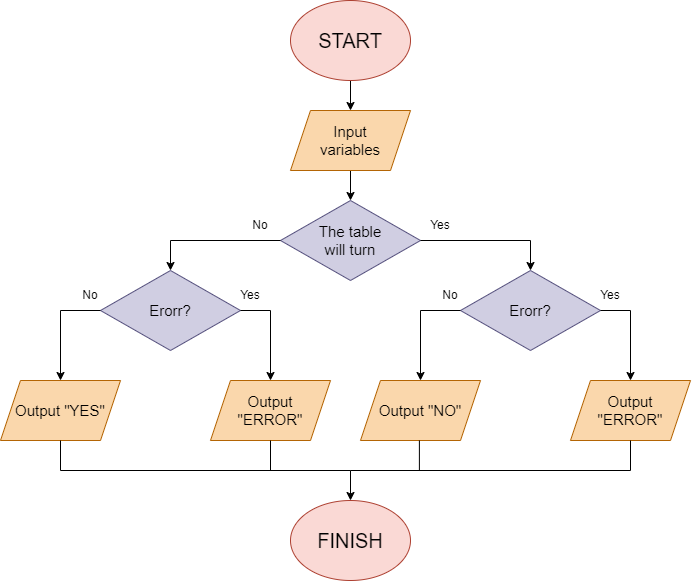 START
Input
variables
No
The table
will turn
Yes
No
Erorr?
Yes
No
Erorr?
Yes
Output "YES"
Output
"ERROR"
Output "NO"
Output
"ERROR"
FINISH